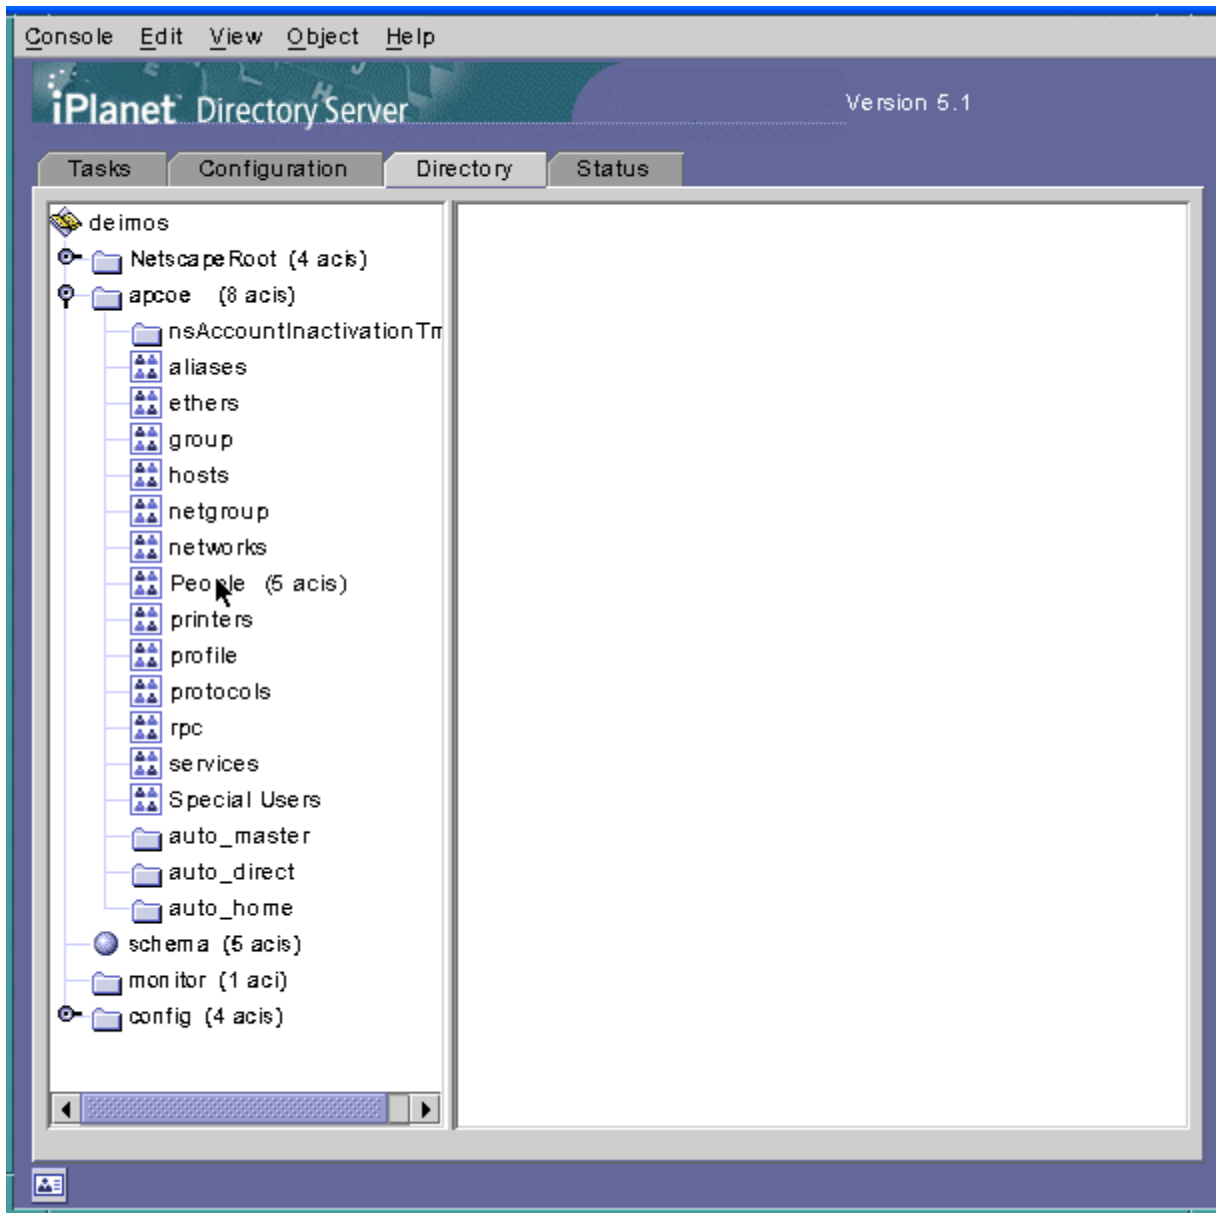 Console Edit View Object Help
iPlanet Directory Server
Version 5.1
Tasks Configuration Directory Status
deimos
NetscapeRoot (4 acis)
apcoe (8 acis)
nsAccountInactivationTm
aliases
ethers
group
hosts
netgroup
networks
People (5 acis)
printers
profile
protocols
rpc
services
Special Users
auto_master
auto_direct
auto_home
schema (5 acis)
monitor (1 aci)
config (4 acis)